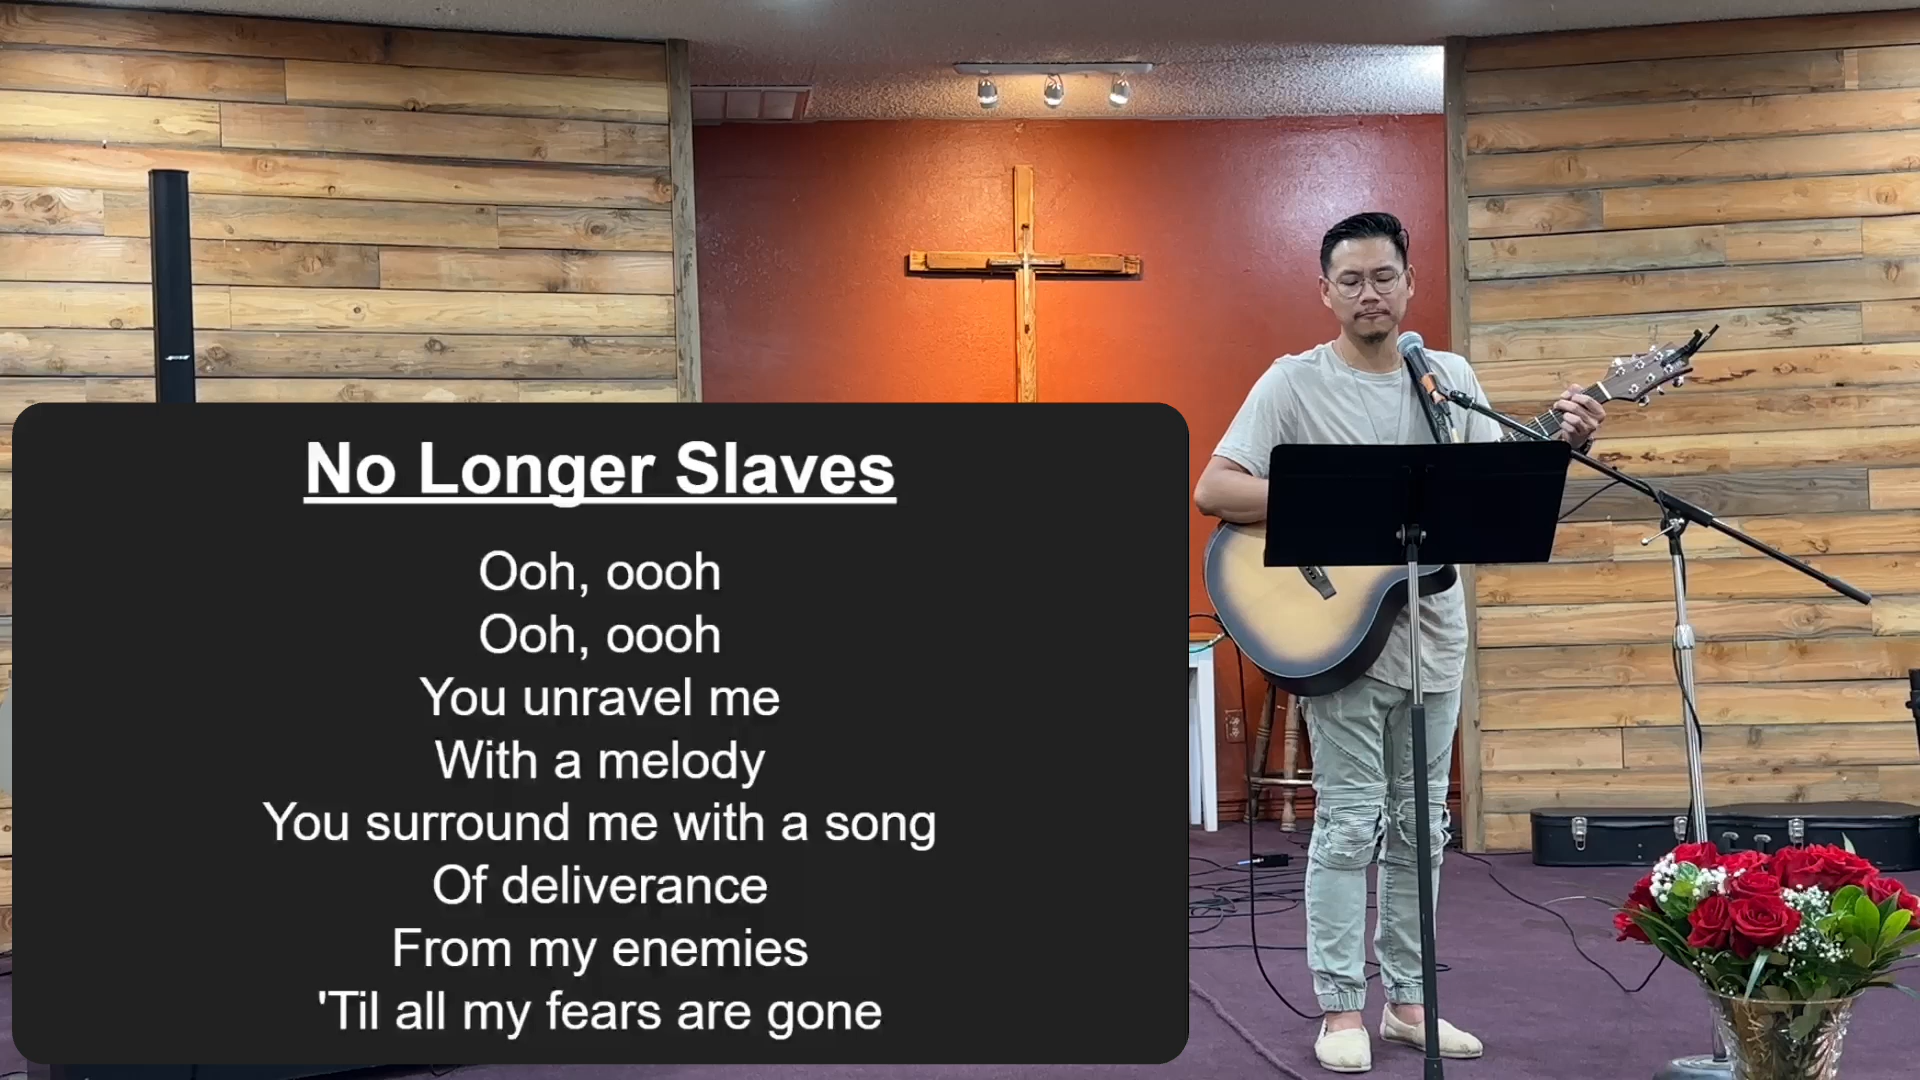 No Longer Slaves
Ooh, oooh
Ooh, oooh
You unravel me
With a melody
You surround me with a song
Of deliverance
From my enemies
'Til all my fears are gone